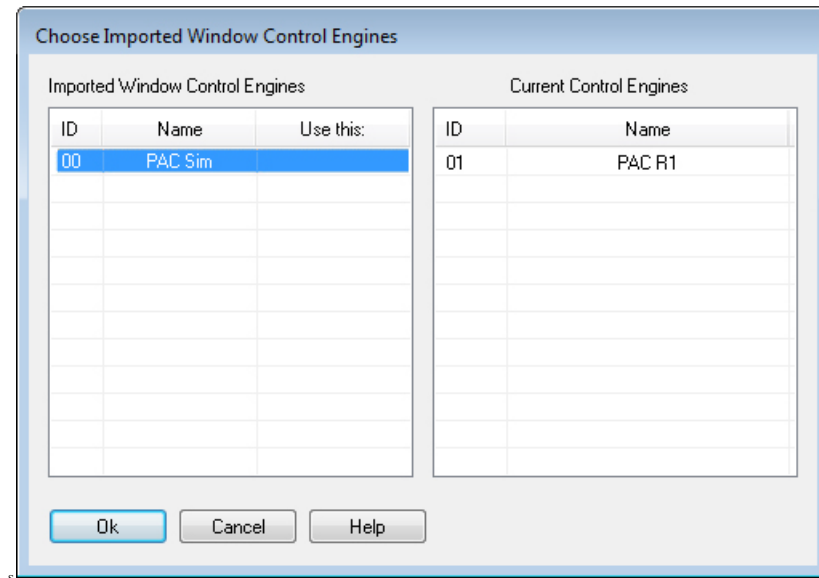 Choose Imported Window Control Engines
Imported Window Control Engines
Current Control Engines
ID Name Use this:
ID Name
00 PAC Sim
01 PAC R1
Ok Cancel Help
s